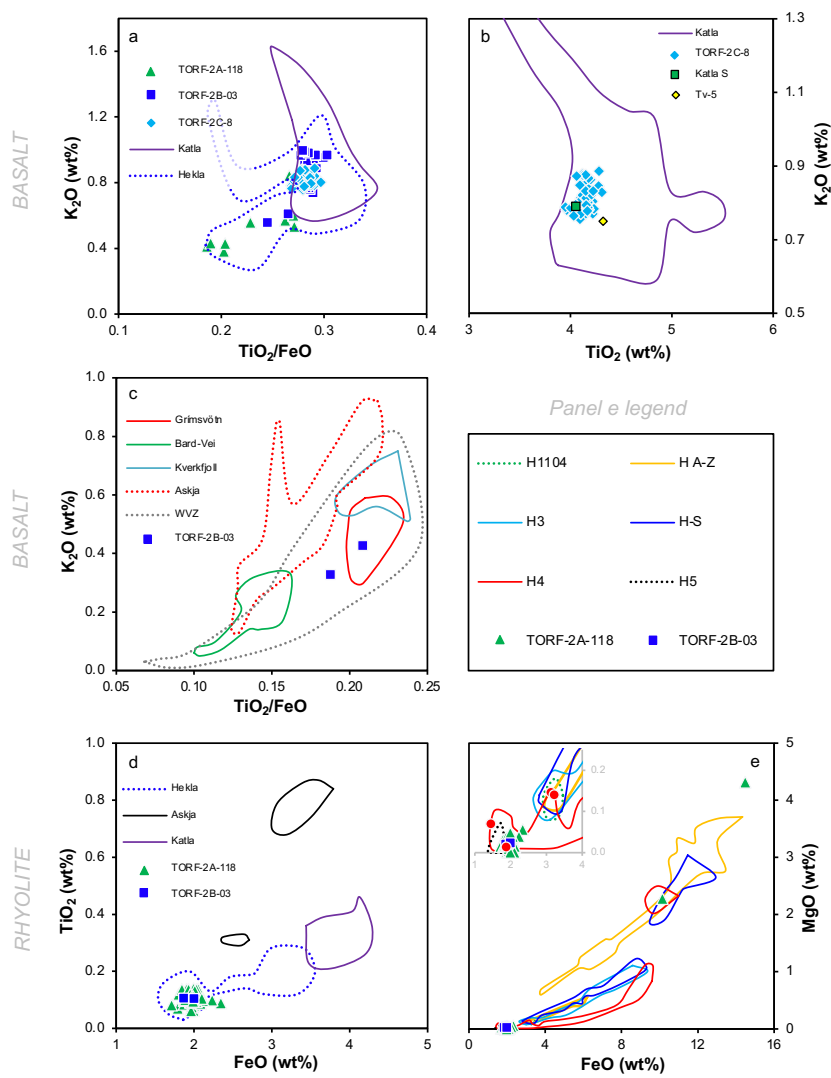 BASALT
BASALT
RHYOLITE
a
K2O (wt%)
1.6
1.2
0.8
0.4
0.0
TORF-2A-118
TORF-2B-03
TORF-2C-8
Katla
Hekla
0.1 0.2 0.3 0.4
TiO2/FeO
b
Katla
TORF-2C-8
Katla S
Tv-5
1.3
1.1
0.9
0.7
0.5
K2O (wt%)
3 4 5 6
TiO2 (wt%)
c
K2O (wt%)
1.0
0.8
0.6
0.4
0.2
0.0
Grímsvötn
Bard-Vei
Kverkfjoll
Askja
WVZ
TORF-2B-03
0.05 0.10 0.15 0.20 0.25
TiO2/FeO
Panel e legend
H1104 H A-Z
H3 H-S
H4 H5
TORF-2A-118 TORF-2B-03
d
TiO2 (wt%)
1.0
0.8
0.6
0.4
0.2
0.0
Hekla
Askja
Katla
TORF-2A-118
TORF-2B-03
1 2 3 4 5
FeO (wt%)
e
0.2
0.1
0.0
1 2 3 4
5
4
3
2
1
0
MgO (wt%)
0 4 8 12 16
FeO (wt%)